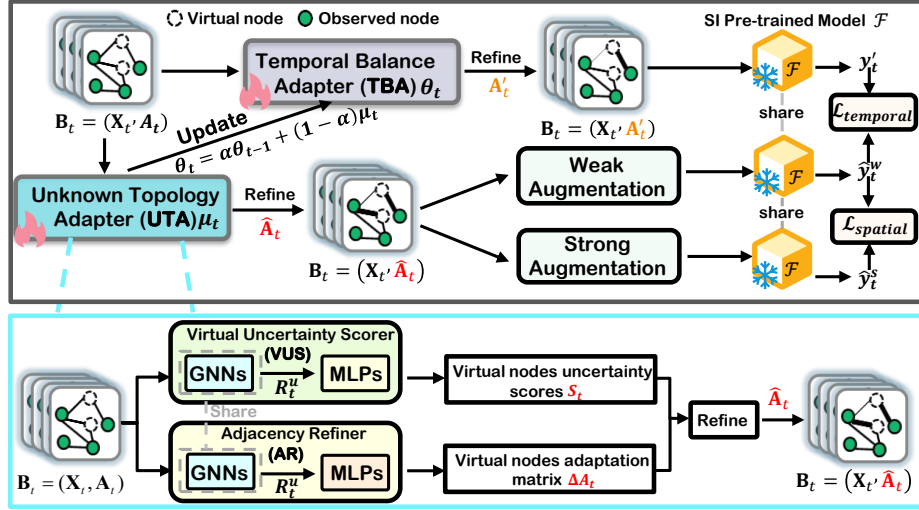 Virtual node
Observed node
SI Pre-trained Model ℱ
Temporal Balance
Adapter (TBA) θ_t
Refine
A′_t
ℱ
y′_t
B_t = (X_t, A_t)
B_t = (X_t, A′_t)
share
ℒ_temporal
Update
θ_t = αθ_{t−1} + (1 − α)μ_t
Unknown Topology
Adapter (UTA)μ_t
Refine
Â_t
B_t = (X_t, Â_t)
Weak
Augmentation
ℱ
ŷ_t^w
share
ℒ_spatial
Strong
Augmentation
ℱ
ŷ_t^s
Virtual Uncertainty Scorer
(VUS)
GNNs
R_t^u
MLPs
Virtual nodes uncertainty
scores S_t
Share
Refine
Â_t
Adjacency Refiner
(AR)
GNNs
R_t^u
MLPs
Virtual nodes adaptation
matrix ΔA_t
B_t = (X_t, A_t)
B_t = (X_t, Â_t)